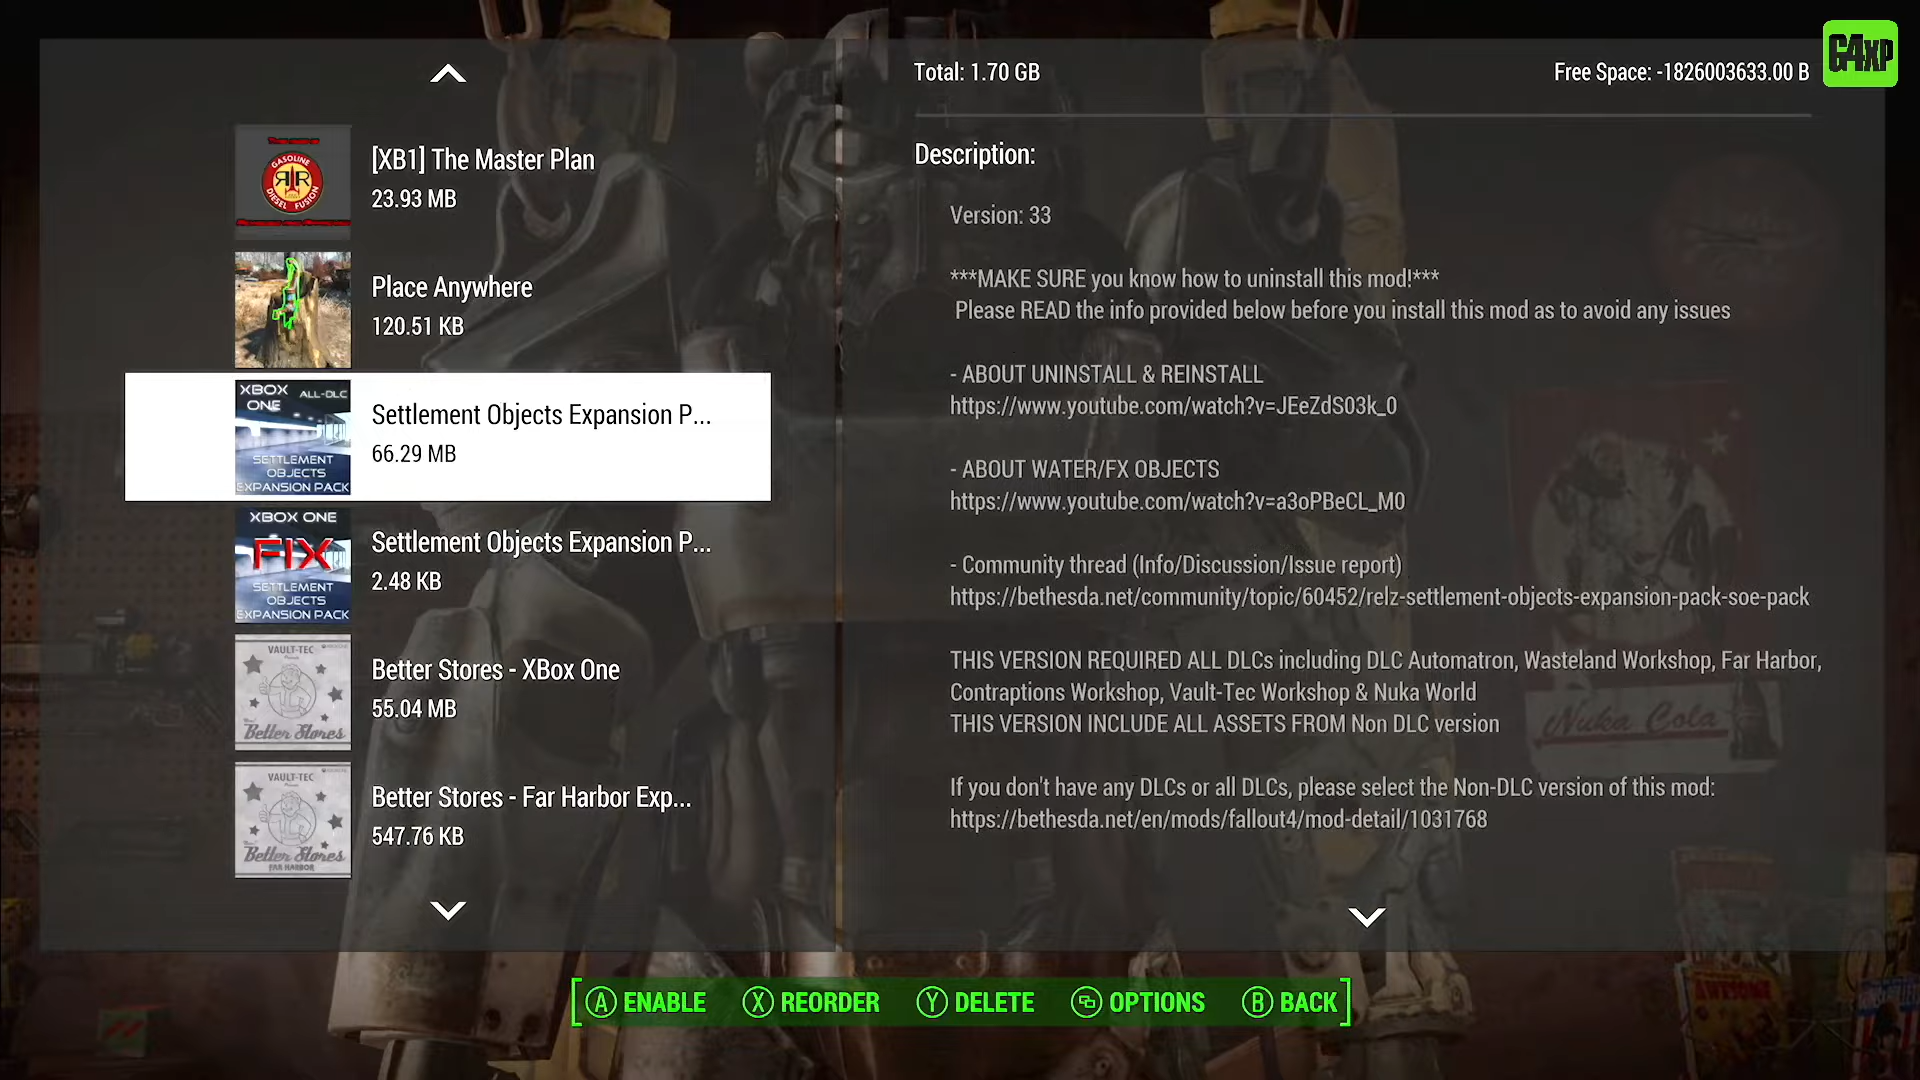 Total: 1.70 GB
Free Space: -1826003633.00 B
G4XP
[XB1] The Master Plan
23.93 MB
GASOLINE
DIESEL FUSION
Place Anywhere
120.51 KB
XBOX ONE
ALL-DLC
SETTLEMENT
OBJECTS
EXPANSION PACK
Settlement Objects Expansion P...
66.29 MB
XBOX ONE
FIX
SETTLEMENT
OBJECTS
EXPANSION PACK
Settlement Objects Expansion P...
2.48 KB
VAULT-TEC
Better Stores
Better Stores - XBox One
55.04 MB
VAULT-TEC
Better Stores
FAR HARBOR
Better Stores - Far Harbor Exp...
547.76 KB
Description:
Version: 33
***MAKE SURE you know how to uninstall this mod!***
Please READ the info provided below before you install this mod as to avoid any issues
- ABOUT UNINSTALL & REINSTALL
https://www.youtube.com/watch?v=JEeZdS03k_0
- ABOUT WATER/FX OBJECTS
https://www.youtube.com/watch?v=a3oPBeCL_M0
- Community thread (Info/Discussion/Issue report)
https://bethesda.net/community/topic/60452/relz-settlement-objects-expansion-pack-soe-pack
THIS VERSION REQUIRED ALL DLCs including DLC Automatron, Wasteland Workshop, Far Harbor,
Contraptions Workshop, Vault-Tec Workshop & Nuka World
THIS VERSION INCLUDE ALL ASSETS FROM Non DLC version
If you don't have any DLCs or all DLCs, please select the Non-DLC version of this mod:
https://bethesda.net/en/mods/fallout4/mod-detail/1031768
Nuka Cola
AWESOME
[ A ENABLE X REORDER Y DELETE OPTIONS B BACK ]